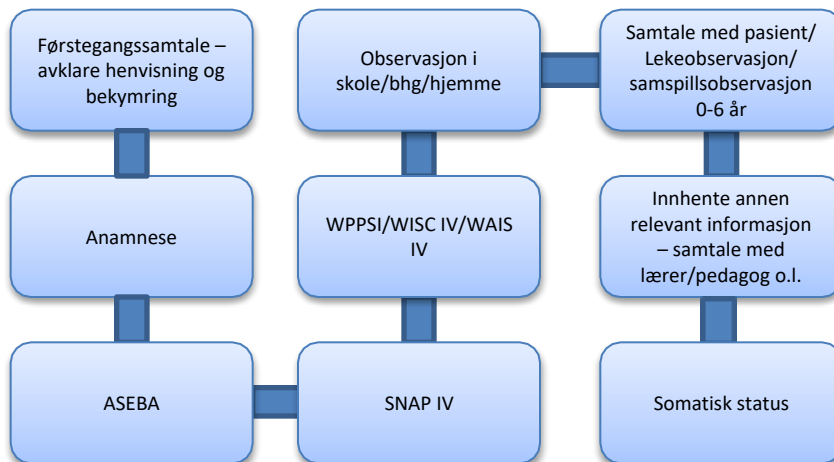 Førstegangssamtale –
avklare henvisning og
bekymring
Anamnese
ASEBA
SNAP IV
WPPSI/WISC IV/WAIS
IV
Observasjon i
skole/bhg/hjemme
Samtale med pasient/
Lekeobservasjon/
samspillsobservasjon
0-6 år
Innhente annen
relevant informasjon
– samtale med
lærer/pedagog o.l.
Somatisk status